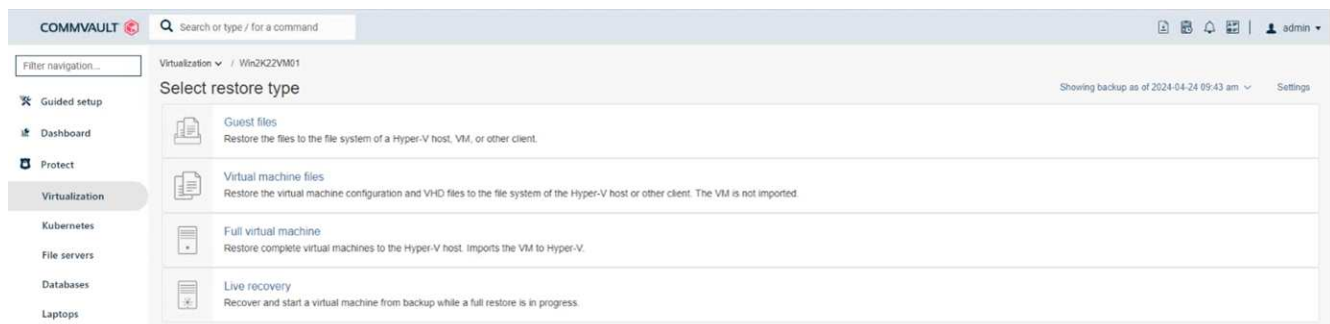 COMMVAULT
Search or type / for a command
admin
Filter navigation...
Virtualization / Win2K22VM01
Select restore type
Showing backup as of 2024-04-24 09:43 am
Settings
Guided setup
Dashboard
Protect
Virtualization
Kubernetes
File servers
Databases
Laptops
Guest files
Restore the files to the file system of a Hyper-V host, VM, or other client.
Virtual machine files
Restore the virtual machine configuration and VHD files to the file system of the Hyper-V host or other client. The VM is not imported.
Full virtual machine
Restore complete virtual machines to the Hyper-V host. Imports the VM to Hyper-V.
Live recovery
Recover and start a virtual machine from backup while a full restore is in progress.